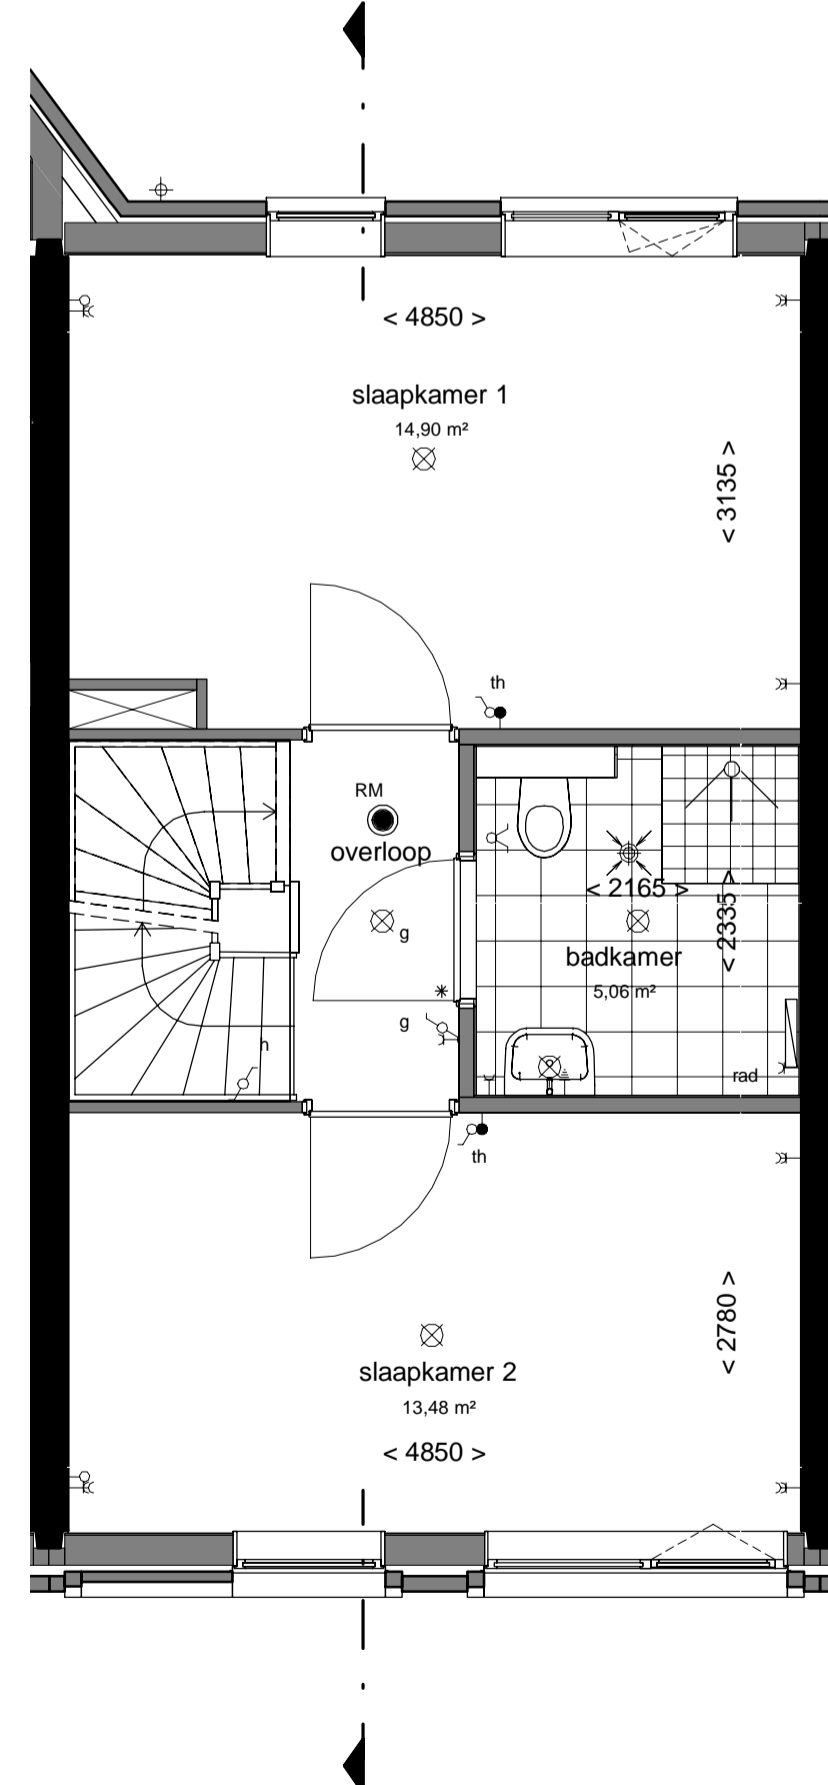 < 4850 >
slaapkamer 1
14,90 m²
< 3135 >
th
RM
overloop
< 2165 >
< 2335 >
g
badkamer
5,06 m²
*
g
h
rad
th
< 2780 >
slaapkamer 2
13,48 m²
< 4850 >